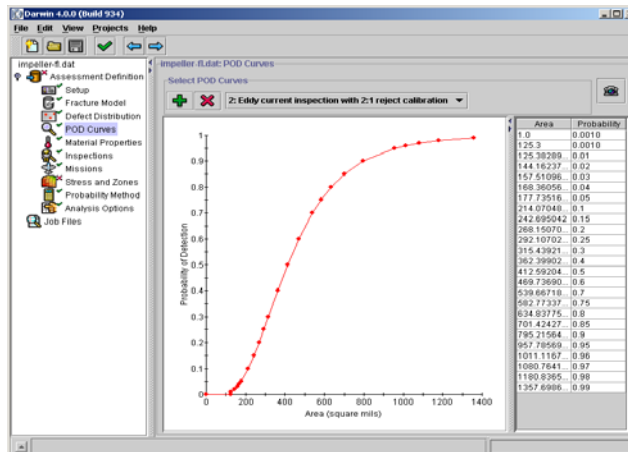 Darwin 4.0.0 (Build 934)
File Edit View Projects Help
impeller-fl.dat
Assessment Definition
Setup
Fracture Model
Defect Distribution
POD Curves
Material Properties
Inspections
Missions
Stress and Zones
Probability Method
Analysis Options
Job Files
impeller-fl.dat: POD Curves
Select POD Curves
2: Eddy current inspection with 2:1 reject calibration
Probability of Detection
1
0.9
0.8
0.7
0.6
0.5
0.4
0.3
0.2
0.1
0
0 200 400 600 800 1000 1200 1400
Area (square mils)
Area Probability
1.0 0.0010
125.3 0.0010
125.38289... 0.01
144.16237... 0.02
157.51096... 0.03
168.36056... 0.04
177.73516... 0.05
214.07048... 0.1
242.695042 0.15
268.15070... 0.2
292.10702... 0.25
315.43921... 0.3
362.39902... 0.4
412.59204... 0.5
469.73690... 0.6
539.66718... 0.7
582.77337... 0.75
634.83775... 0.8
701.42427... 0.85
795.21564... 0.9
957.78569... 0.95
1011.1167... 0.96
1080.7641... 0.97
1180.8365... 0.98
1357.6986... 0.99